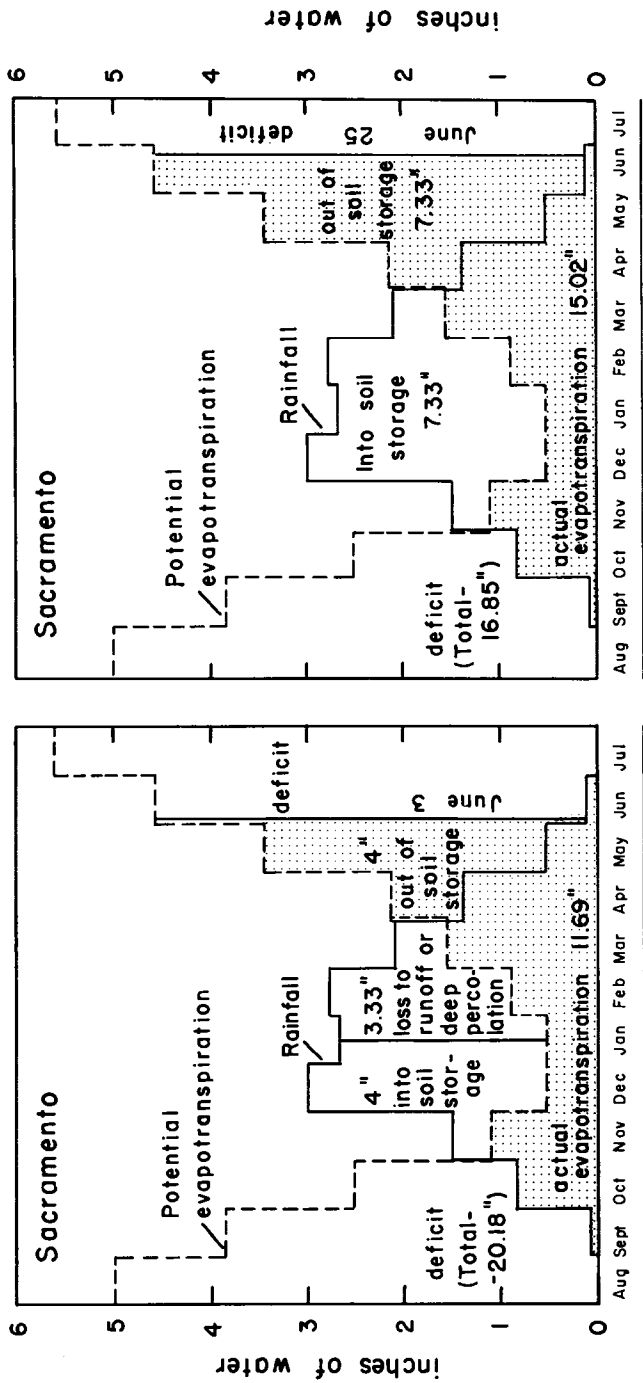 inches of water
6
5
4
3
2
1
0
Sacramento
Potential
evapotranspiration
Rainfall
deficit
(Total-
-20.18")
4"
into soil
stor-
age
3.33"
loss to
runoff or
deep
perco-
lation
4"
out of
soil
storage
June 3
deficit
actual
evapotranspiration 11.69"
Aug Sept Oct Nov Dec Jan Feb Mar Apr May Jun Jul
Sacramento
Potential
evapotranspiration
Rainfall
deficit
(Total-
16.85")
Into soil
storage
7.33"
out of
soil
storage
7.33"
June 25 deficit
actual
evapotranspiration 15.02"
Aug Sept Oct Nov Dec Jan Feb Mar Apr May Jun Jul
6
5
4
3
2
1
0
inches of water